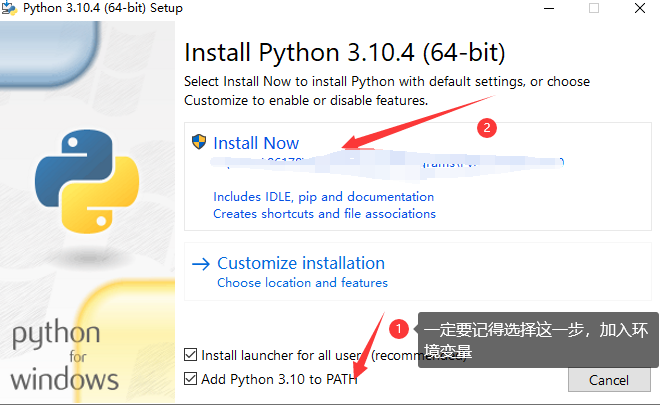 Python 3.10.4 (64-bit) Setup
Install Python 3.10.4 (64-bit)
Select Install Now to install Python with default settings, or choose
Customize to enable or disable features.
2
Install Now
Includes IDLE, pip and documentation
Creates shortcuts and file associations
Customize installation
Choose location and features
1
一定要记得选择这一步，加入环
境变量
Install launcher for all users (recommended)
Add Python 3.10 to PATH
Cancel
python
for
windows